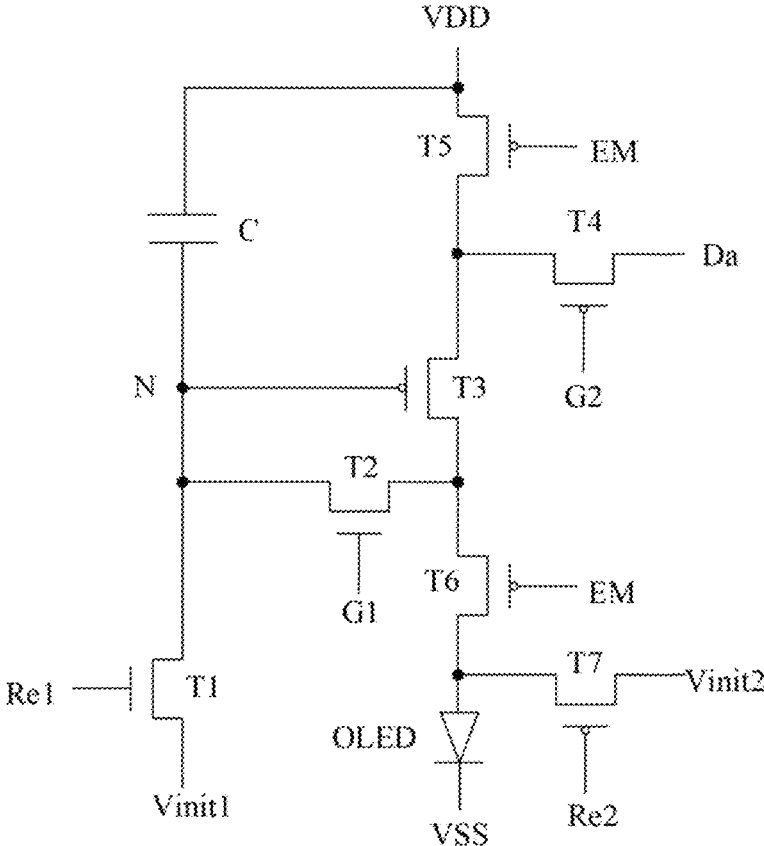 VDD
T5
EM
C
T4
Da
N
T3
G2
T2
T6
EM
G1
Re1
T1
T7
Vinit2
OLED
Vinit1
Re2
VSS